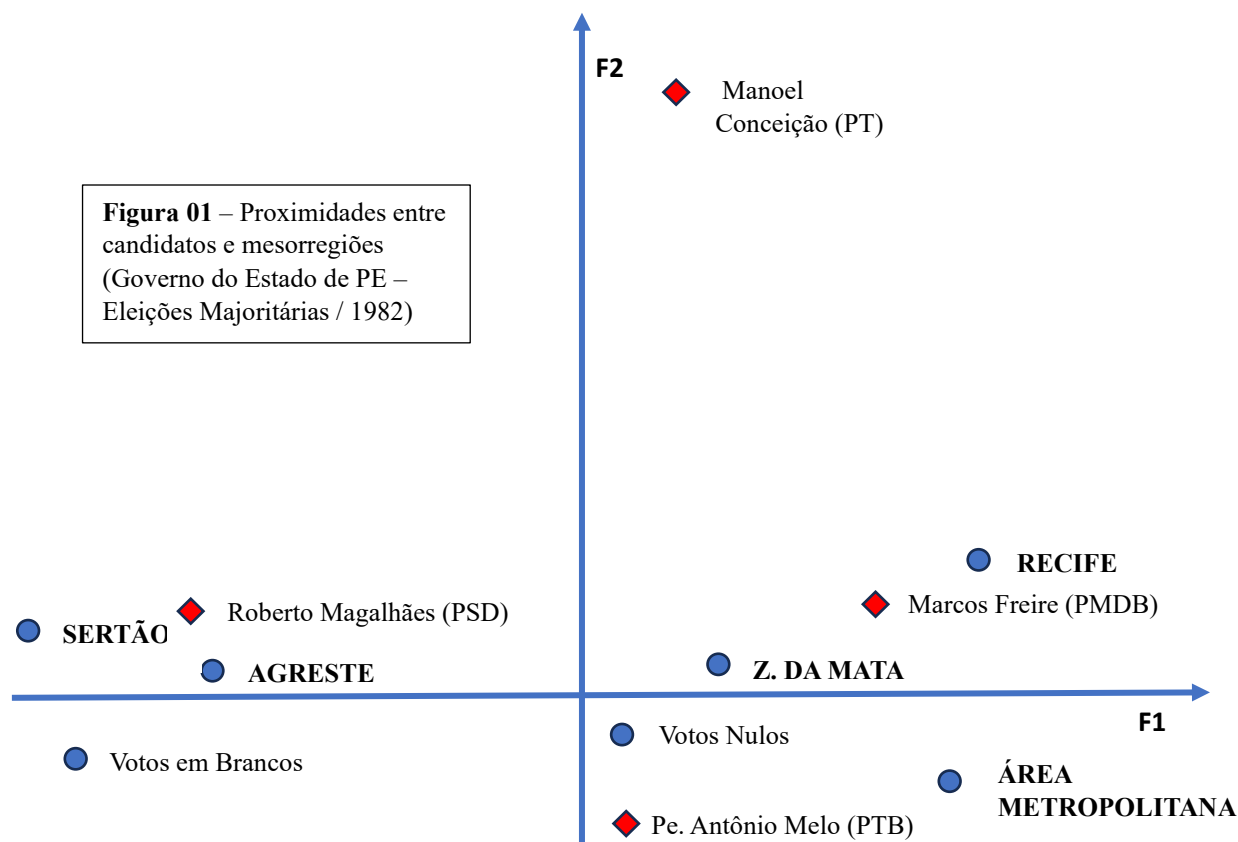 F2
Manoel
Conceição (PT)
Figura 01 – Proximidades entre
candidatos e mesorregiões
(Governo do Estado de PE –
Eleições Majoritárias / 1982)
RECIFE
Marcos Freire (PMDB)
Roberto Magalhães (PSD)
SERTÃO
AGRESTE
Z. DA MATA
F1
Votos Nulos
Votos em Brancos
ÁREA
METROPOLITANA
Pe. Antônio Melo (PTB)